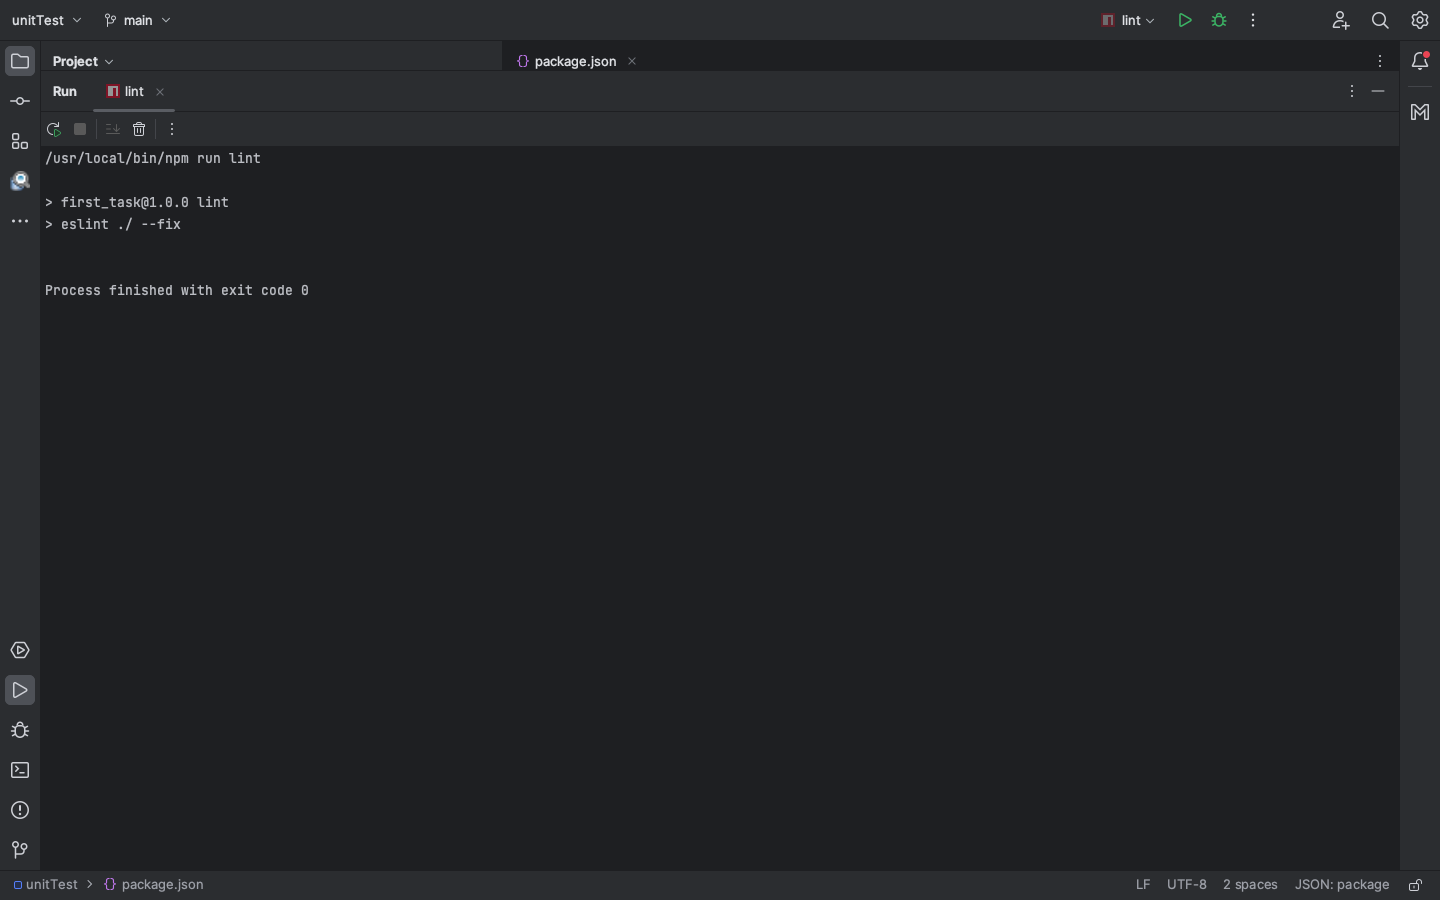 unitTest
main
lint
Project
package.json
Run
lint
/usr/local/bin/npm run lint
> first_task@1.0.0 lint
> eslint ./ --fix
Process finished with exit code 0
unitTest
package.json
LF
UTF-8
2 spaces
JSON: package